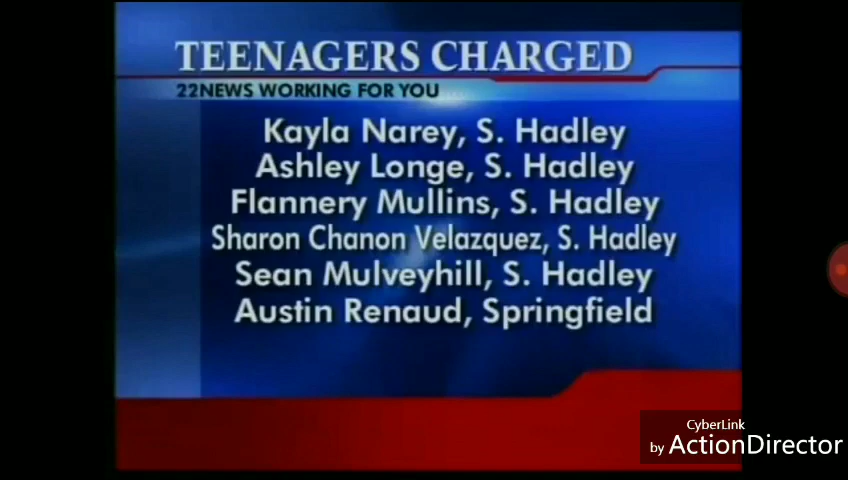 TEENAGERS CHARGED
22NEWS WORKING FOR YOU
Kayla Narey, S. Hadley
Ashley Longe, S. Hadley
Flannery Mullins, S. Hadley
Sharon Chanon Velazquez, S. Hadley
Sean Mulveyhill, S. Hadley
Austin Renaud, Springfield
CyberLink
by ActionDirector